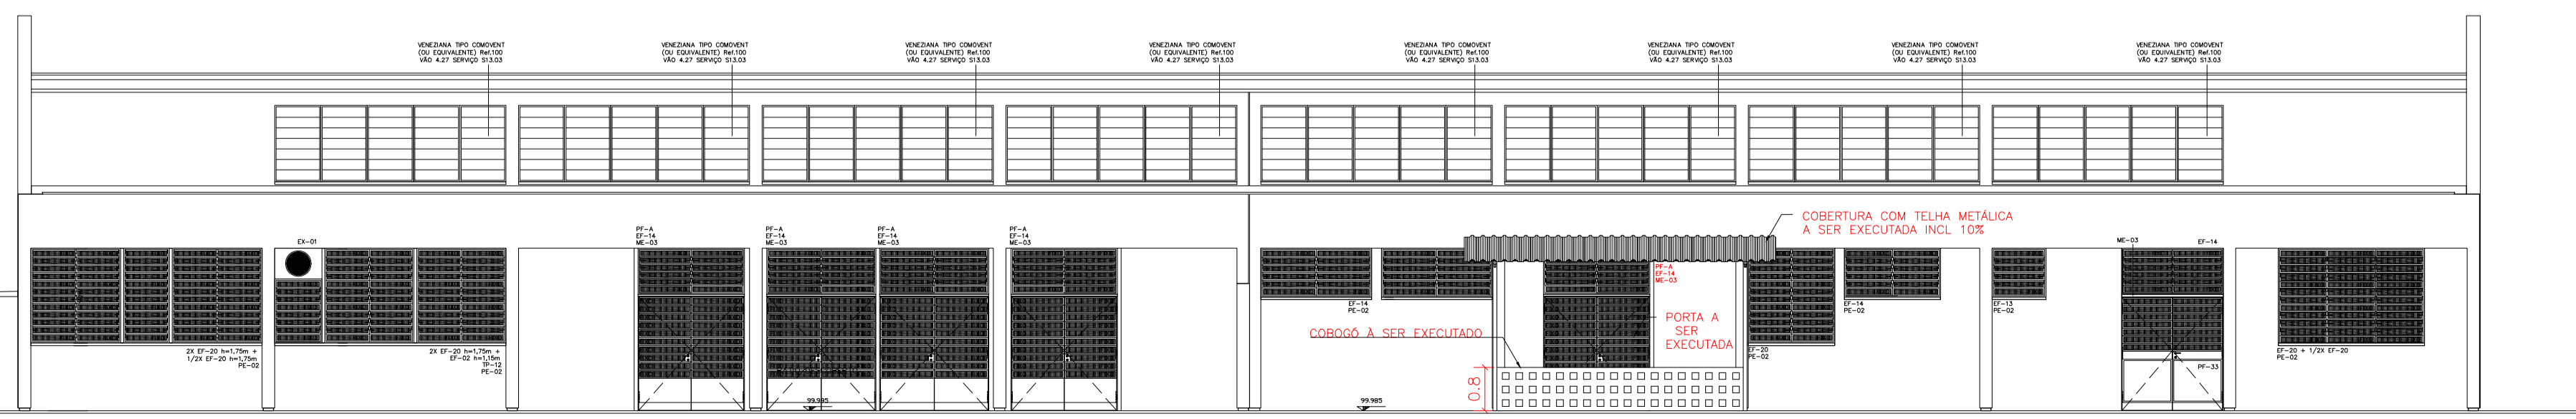 VENEZIANA TIPO COMOVENT
(OU EQUIVALENTE) Ref.100
VÃO 4.27 SERVIÇO S13.03
VENEZIANA TIPO COMOVENT
(OU EQUIVALENTE) Ref.100
VÃO 4.27 SERVIÇO S13.03
VENEZIANA TIPO COMOVENT
(OU EQUIVALENTE) Ref.100
VÃO 4.27 SERVIÇO S13.03
VENEZIANA TIPO COMOVENT
(OU EQUIVALENTE) Ref.100
VÃO 4.27 SERVIÇO S13.03
VENEZIANA TIPO COMOVENT
(OU EQUIVALENTE) Ref.100
VÃO 4.27 SERVIÇO S13.03
VENEZIANA TIPO COMOVENT
(OU EQUIVALENTE) Ref.100
VÃO 4.27 SERVIÇO S13.03
VENEZIANA TIPO COMOVENT
(OU EQUIVALENTE) Ref.100
VÃO 4.27 SERVIÇO S13.03
VENEZIANA TIPO COMOVENT
(OU EQUIVALENTE) Ref.100
VÃO 4.27 SERVIÇO S13.03
COBERTURA COM TELHA METÁLICA
A SER EXECUTADA INCL 10%
EX-01
PF-A
EF-14
ME-03
PF-A
EF-14
ME-03
PF-A
EF-14
ME-03
PF-A
EF-14
ME-03
PF-A
EF-14
ME-03
ME-03
EF-14
EF-14
PE-02
EF-14
PE-02
EF-13
PE-02
PORTA A
SER
EXECUTADA
COBOGÓ À SER EXECUTADO
2X EF-20 h=1,75m +
1/2X EF-20 h=1,75m
PE-02
2X EF-20 h=1,75m +
EF-02 h=1,15m
TP-12
PE-02
EF-20
PE-02
EF-20 + 1/2X EF-20
PE-02
PF-33
0.8
99.995
99.985